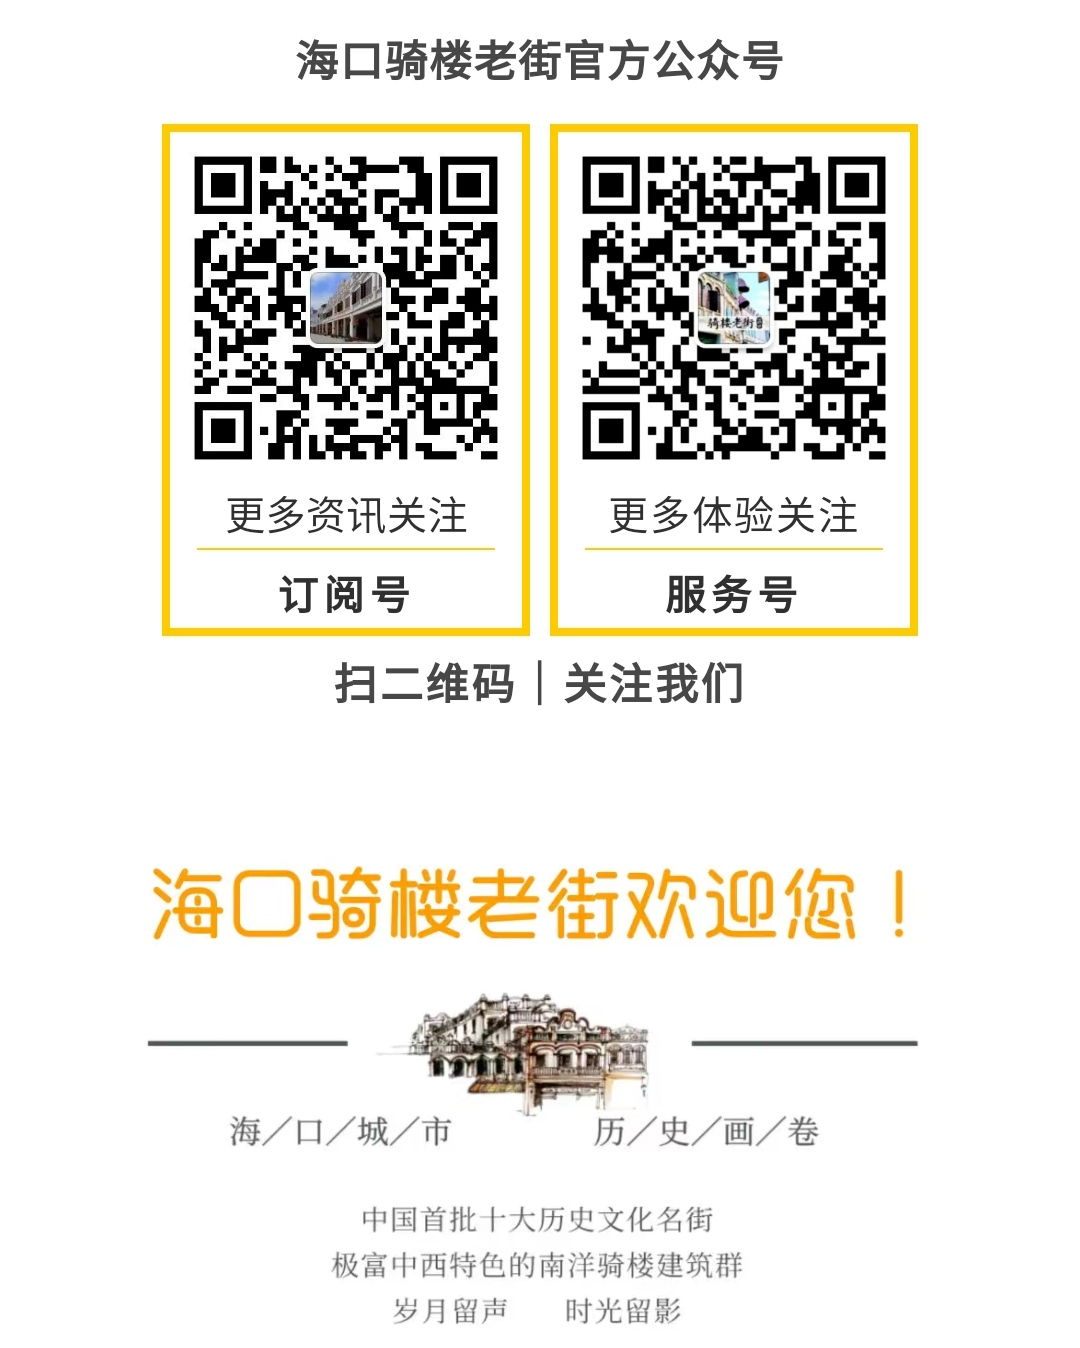 海口骑楼老街官方公众号
骑楼老街
更多资讯关注
更多体验关注
订阅号
服务号
扫二维码｜关注我们
海口骑楼老街欢迎您！
海／口／城／市 历／史／画／卷
中国首批十大历史文化名街
极富中西特色的南洋骑楼建筑群
岁月留声 时光留影